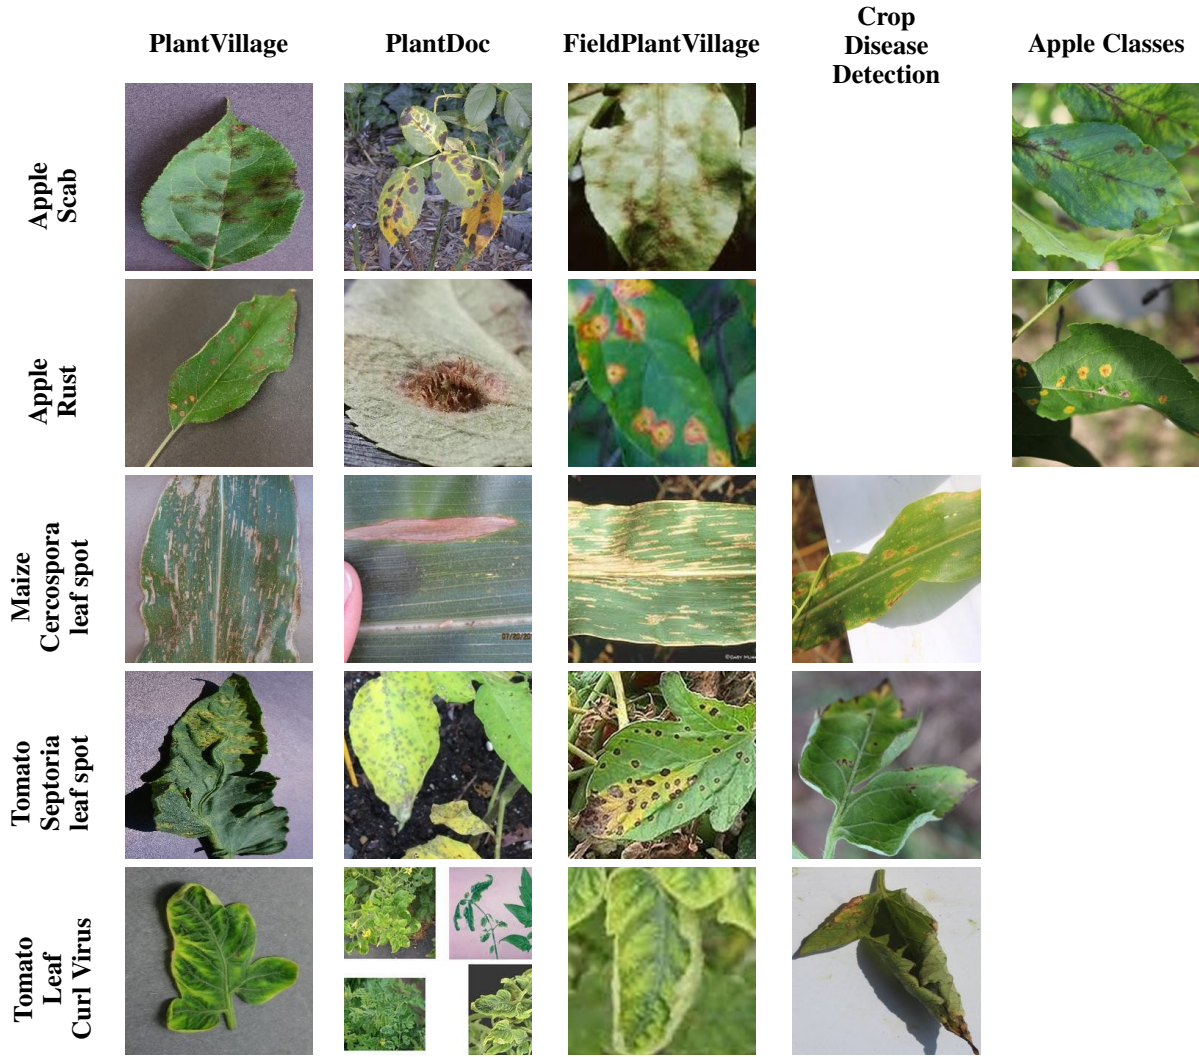 PlantVillage
PlantDoc
FieldPlantVillage
Crop
Disease
Detection
Apple Classes
Apple
Scab
Apple
Rust
Maize
Cercospora
leaf spot
Tomato
Septoria
leaf spot
Tomato
Leaf
Curl Virus